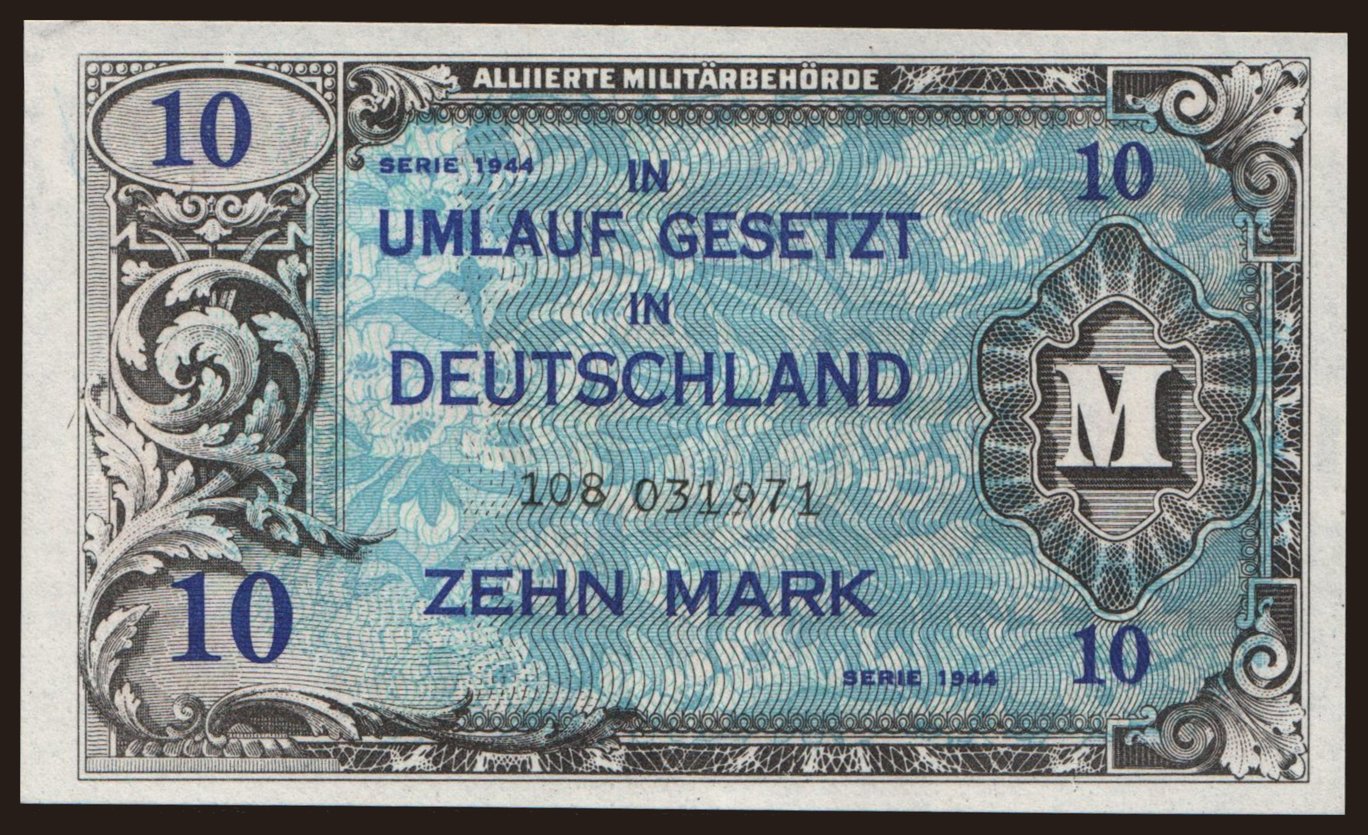 ALLIIERTE MILITÄRBEHÖRDE
10
10
SERIE 1944
IN
UMLAUF GESETZT
IN
DEUTSCHLAND
M
108 031971
ZEHN MARK
10
10
SERIE 1944